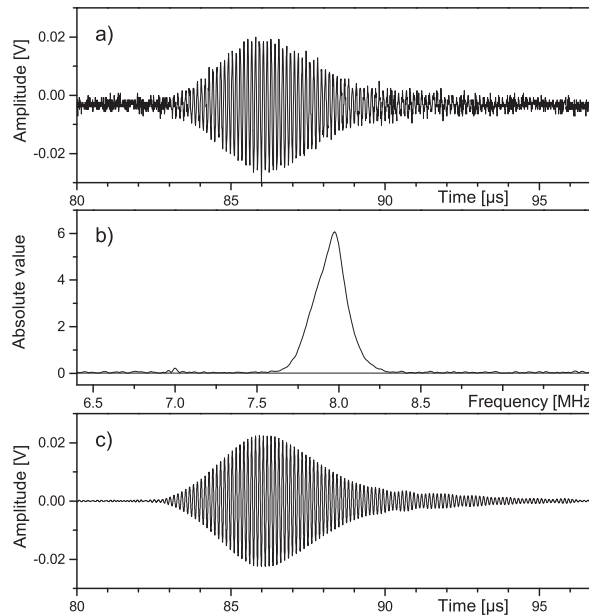 a)
Amplitude [V]
0.02
0.00
-0.02
80 85 90 95
Time [µs]
b)
Absolute value
6
4
2
0
6.5 7.0 7.5 8.0 8.5
Frequency [MHz]
c)
Amplitude [V]
0.02
0.00
-0.02
80 85 90 95
Time [µs]